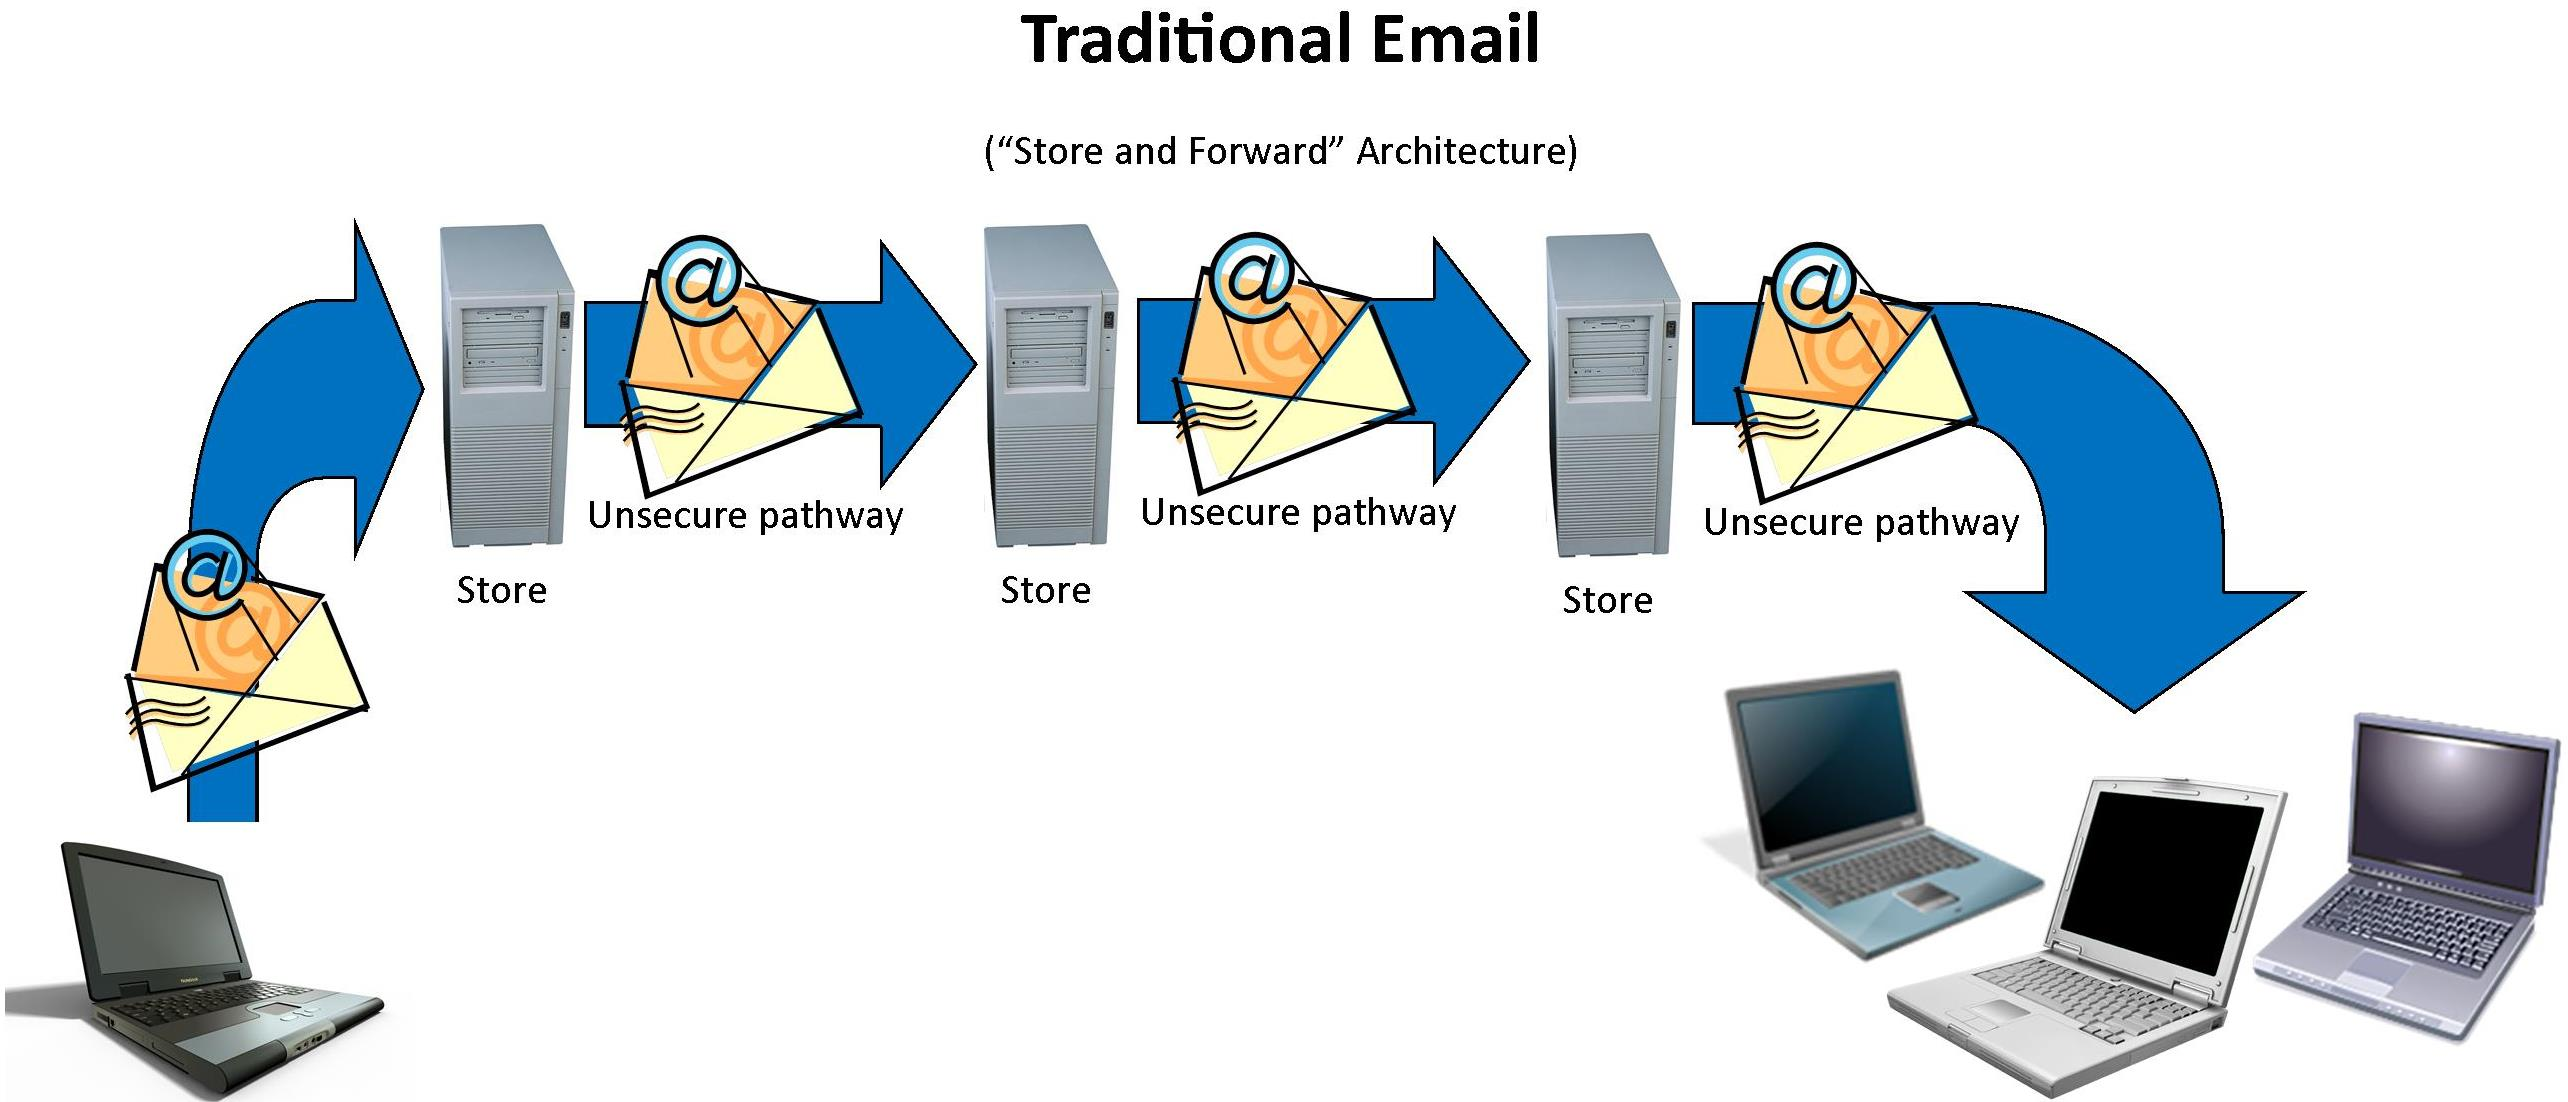 Traditional Email
(“Store and Forward” Architecture)
@
@
@
@
Unsecure pathway
Unsecure pathway
Unsecure pathway
Store
Store
Store